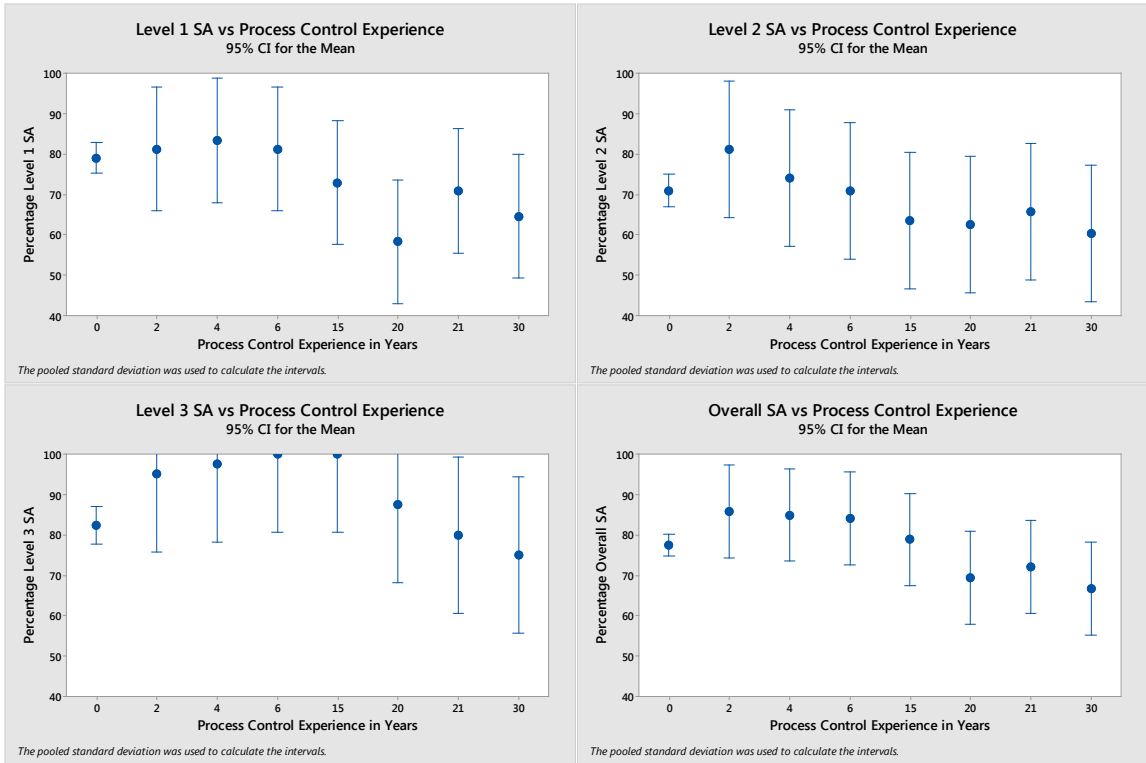 Level 1 SA vs Process Control Experience
95% CI for the Mean
Percentage Level 1 SA
100
90
80
70
60
50
40
0 2 4 6 15 20 21 30
Process Control Experience in Years
The pooled standard deviation was used to calculate the intervals.
Level 2 SA vs Process Control Experience
95% CI for the Mean
Percentage Level 2 SA
100
90
80
70
60
50
40
0 2 4 6 15 20 21 30
Process Control Experience in Years
The pooled standard deviation was used to calculate the intervals.
Level 3 SA vs Process Control Experience
95% CI for the Mean
Percentage Level 3 SA
100
90
80
70
60
50
40
0 2 4 6 15 20 21 30
Process Control Experience in Years
The pooled standard deviation was used to calculate the intervals.
Overall SA vs Process Control Experience
95% CI for the Mean
Percentage Overall SA
100
90
80
70
60
50
40
0 2 4 6 15 20 21 30
Process Control Experience in Years
The pooled standard deviation was used to calculate the intervals.